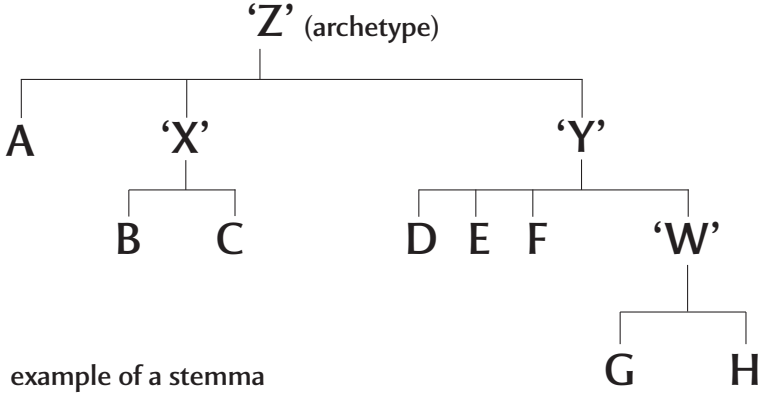 ‘Z’ (archetype)
A ‘X’ ‘Y’
B C D E F ‘W’
G H
example of a stemma